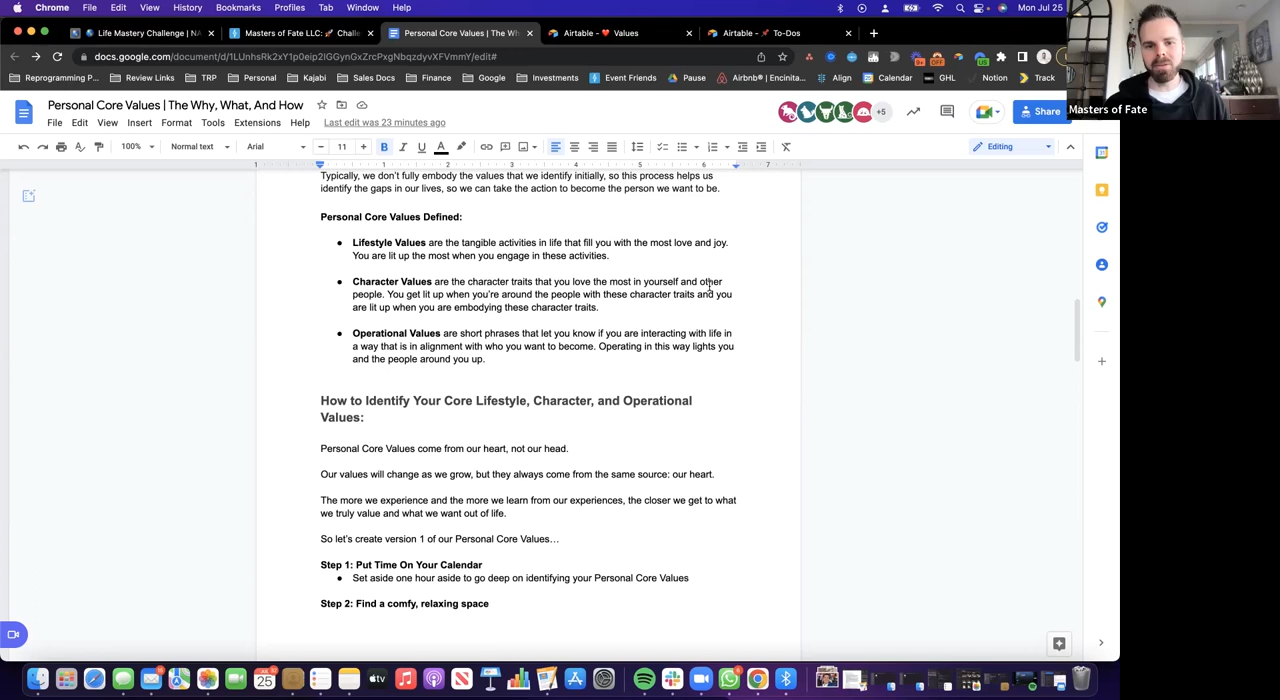 Chrome File Edit View History Bookmarks Profiles Tab Window Help Mon Jul 25
Life Mastery Challenge | NA
Masters of Fate LLC: 🚀 Challe
Personal Core Values | The Wh
Airtable - ❤️ Values
Airtable - 📌 To-Dos
docs.google.com/document/d/1LUnhsRk2xY1p0eip2IGGynGxZrcPxgNbqzdyvXFVmmY/edit#
Reprogramming P... Review Links TRP Personal Kajabi Sales Docs Finance Google Investments Event Friends Pause Airbnb® | Encinita... Align Calendar GHL Notion Track
Masters of Fate
Personal Core Values | The Why, What, And How
File Edit View Insert Format Tools Extensions Help Last edit was 23 minutes ago
+5
Share
100% Normal text Arial 11 Editing
1 1 2 3 4 5 6 7
Typically, we don't fully embody the values that we identify initially, so this process helps us
identify the gaps in our lives, so we can take the action to become the person we want to be.
Personal Core Values Defined:
● Lifestyle Values are the tangible activities in life that fill you with the most love and joy.
You are lit up the most when you engage in these activities.
● Character Values are the character traits that you love the most in yourself and other
people. You get lit up when you're around the people with these character traits and you
are lit up when you are embodying these character traits.
● Operational Values are short phrases that let you know if you are interacting with life in
a way that is in alignment with who you want to become. Operating in this way lights you
and the people around you up.
How to Identify Your Core Lifestyle, Character, and Operational
Values:
Personal Core Values come from our heart, not our head.
Our values will change as we grow, but they always come from the same source: our heart.
The more we experience and the more we learn from our experiences, the closer we get to what
we truly value and what we want out of life.
So let's create version 1 of our Personal Core Values…
Step 1: Put Time On Your Calendar
● Set aside one hour aside to go deep on identifying your Personal Core Values
Step 2: Find a comfy, relaxing space
25
tv